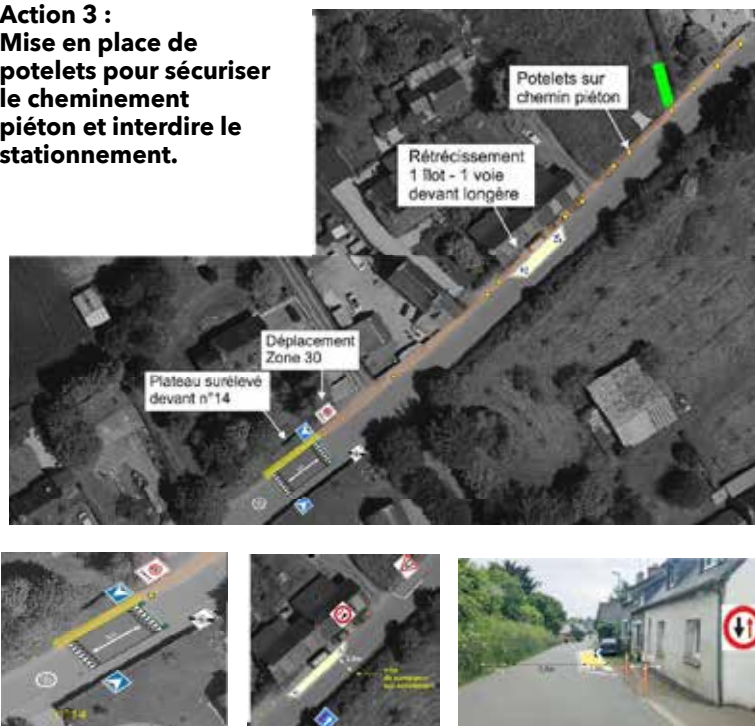 Action 3 :
Mise en place de
potelets pour sécuriser
le cheminement
piéton et interdire le
stationnement.
Potelets sur
chemin piéton
Rétrécissement
1 îlot - 1 voie
devant longère
Déplacement
Zone 30
Plateau surélevé
devant n°14
n°14